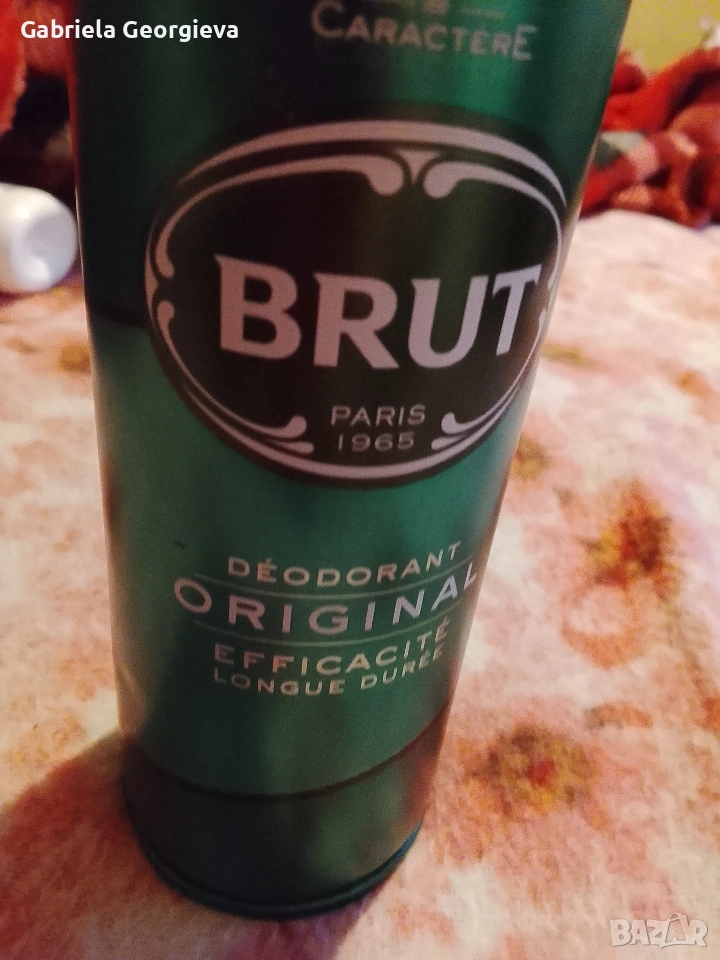 Gabriela Georgieva
CARACTÈRE
BRUT
PARIS
1965
DÉODORANT
ORIGINAL
EFFICACITÉ
LONGUE DURÉE
BAZAR